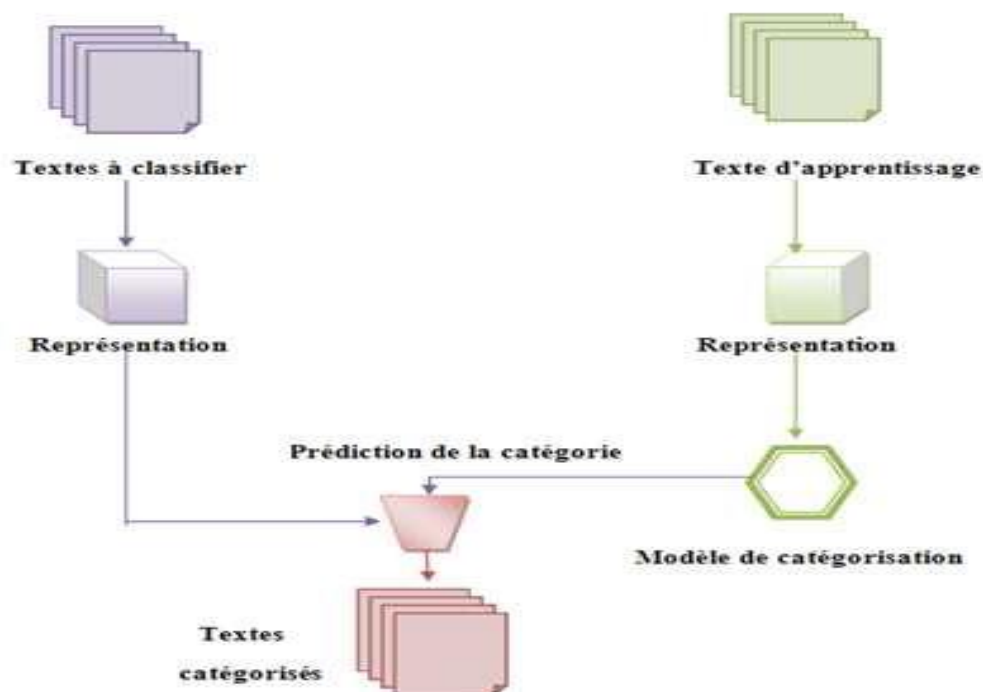 Textes à classifier
Texte d'apprentissage
Représentation
Représentation
Prédiction de la catégorie
Modèle de catégorisation
Textes
catégorisés